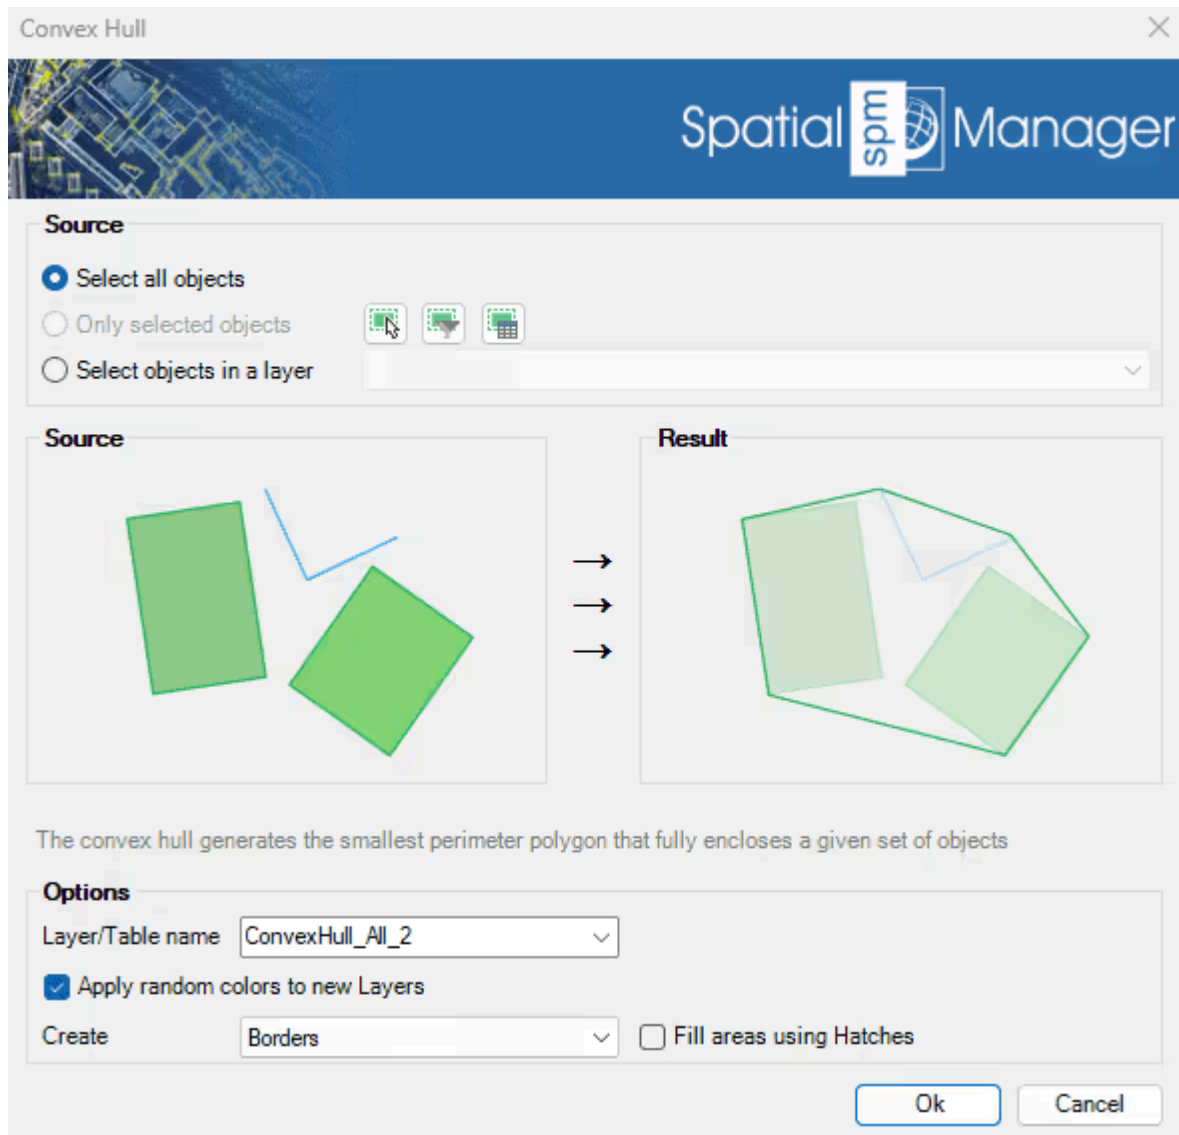 Convex Hull
Spatial spm Manager
Source
Select all objects
Only selected objects
Select objects in a layer
Source
Result
The convex hull generates the smallest perimeter polygon that fully encloses a given set of objects
Options
Layer/Table name ConvexHull_All_2
Apply random colors to new Layers
Create Borders Fill areas using Hatches
Ok Cancel